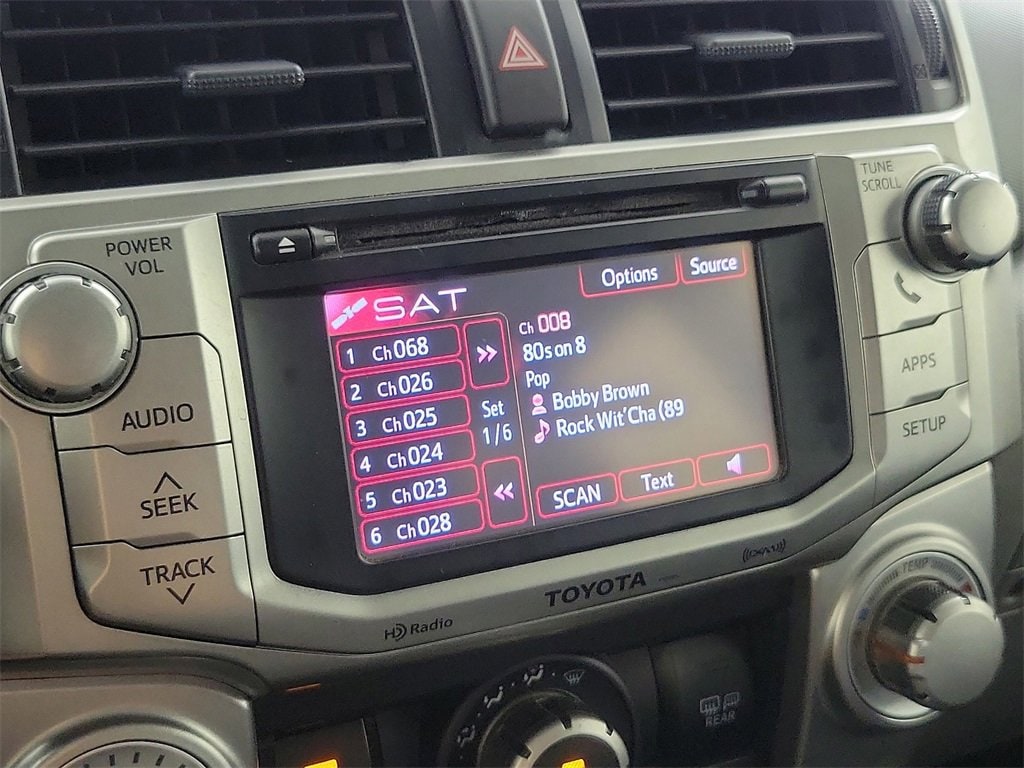 TUNE
SCROLL
POWER
VOL
SAT
Options
Source
1 Ch068
2 Ch026
3 Ch025
4 Ch024
5 Ch023
6 Ch028
Set
1/6
Ch 008
80s on 8
Pop
Bobby Brown
Rock Wit'Cha (89
SCAN
Text
AUDIO
SEEK
TRACK
APPS
SETUP
TOYOTA
HD Radio
((XM))
TEMP
REAR